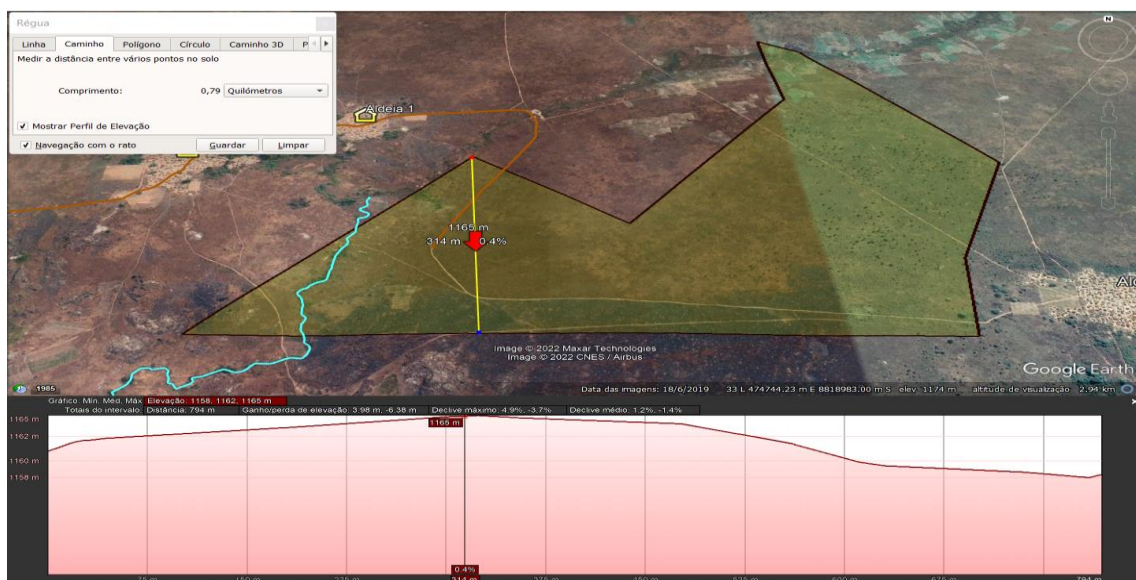 Régua
Linha Caminho Polígono Círculo Caminho 3D P
Medir a distância entre vários pontos no solo
Comprimento: 0,79 Quilómetros
Mostrar Perfil de Elevação
Navegação com o rato Guardar Limpar
Aldeia 1
N
1165 m
314 m 0.4%
Image © 2022 Maxar Technologies
Image © 2022 CNES / Airbus
Google Earth
1985 Data das imagens: 18/6/2019 33 L 474744.23 m E 8818983.00 m S elev 1174 m altitude de visualização 2.94 km
Gráfico: Mín, Méd, Máx Elevação: 1158, 1162, 1165 m
Totais do intervalo: Distância: 794 m Ganho/perda de elevação: 3.98 m, -6.38 m Declive máximo: 4.9%, -3.7% Declive médio: 1.2%, -1.4%
1165 m
1165 m
1162 m
1160 m
1158 m
0.4%
75 m 150 m 225 m 314 m 375 m 450 m 525 m 600 m 675 m 794 m